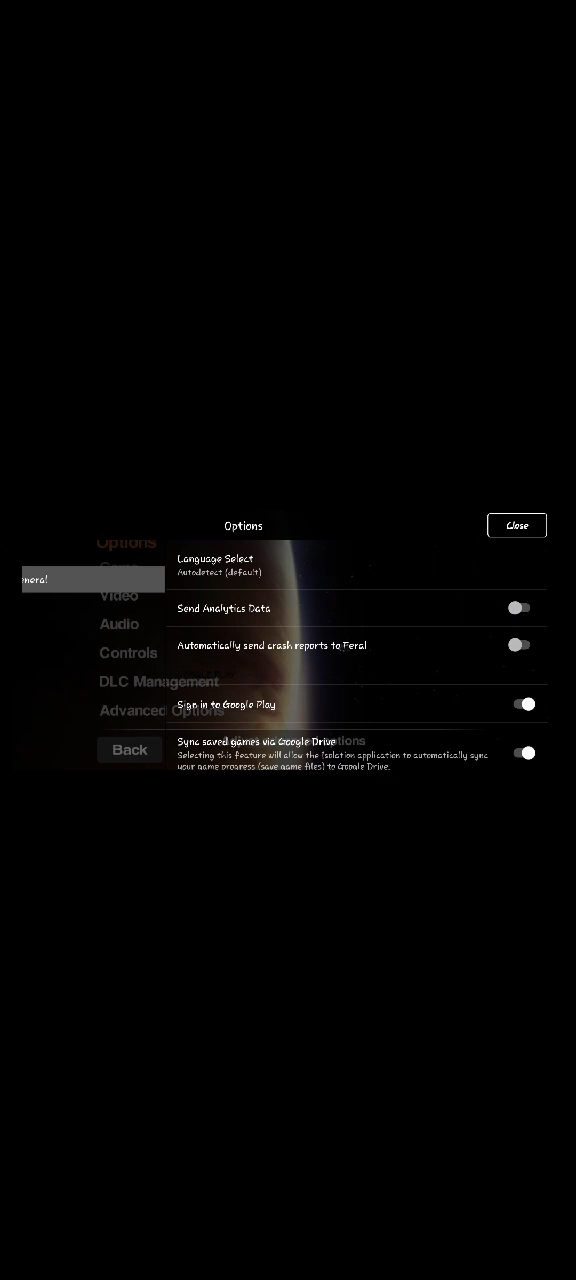 Options
Close
Options
Language Select
Autodetect (default)
eneral
Game
Video
Send Analytics Data
Audio
Automatically send crash reports to Feral
Controls
DLC Management
Sign in to Google Play
Advanced Options
Sync saved games via Google Drive
Back
Selecting this feature will allow the Isolation application to automatically sync
your game progress (save game files) to Google Drive.